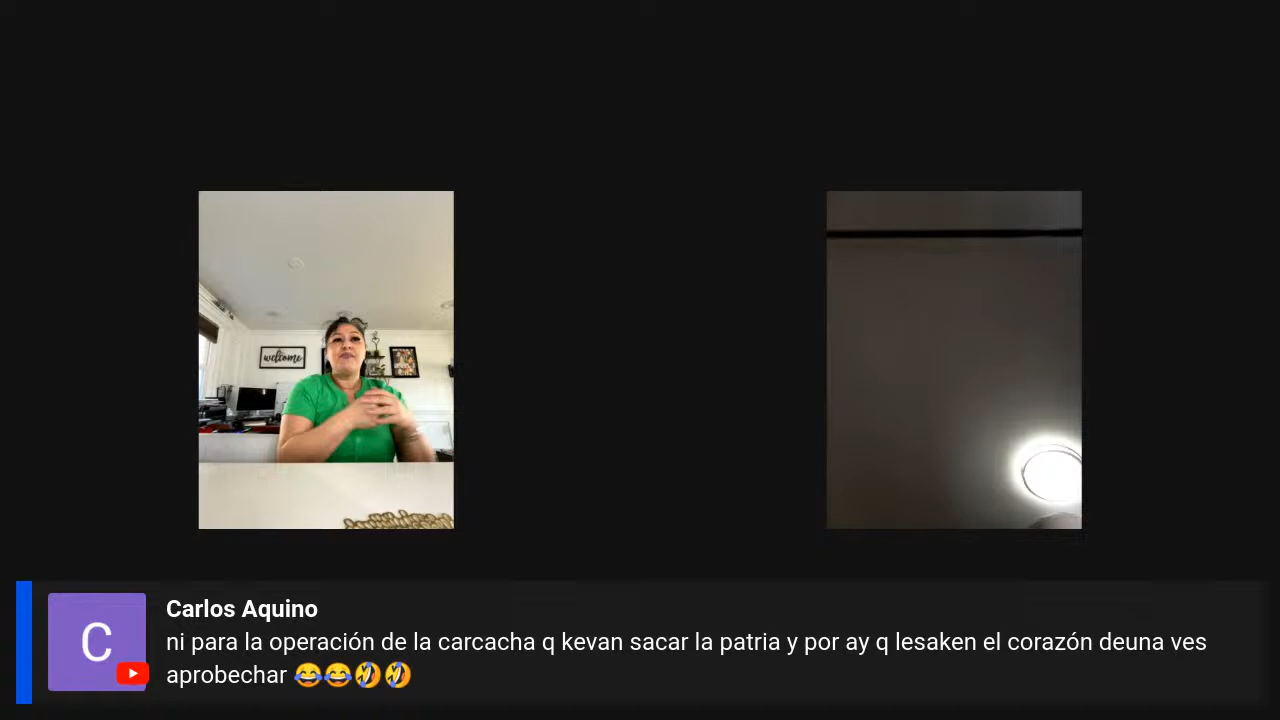 welcome
C
Carlos Aquino
ni para la operación de la carcacha q kevan sacar la patria y por ay q lesaken el corazón deuna ves
aprobechar 😂😂🤣🤣